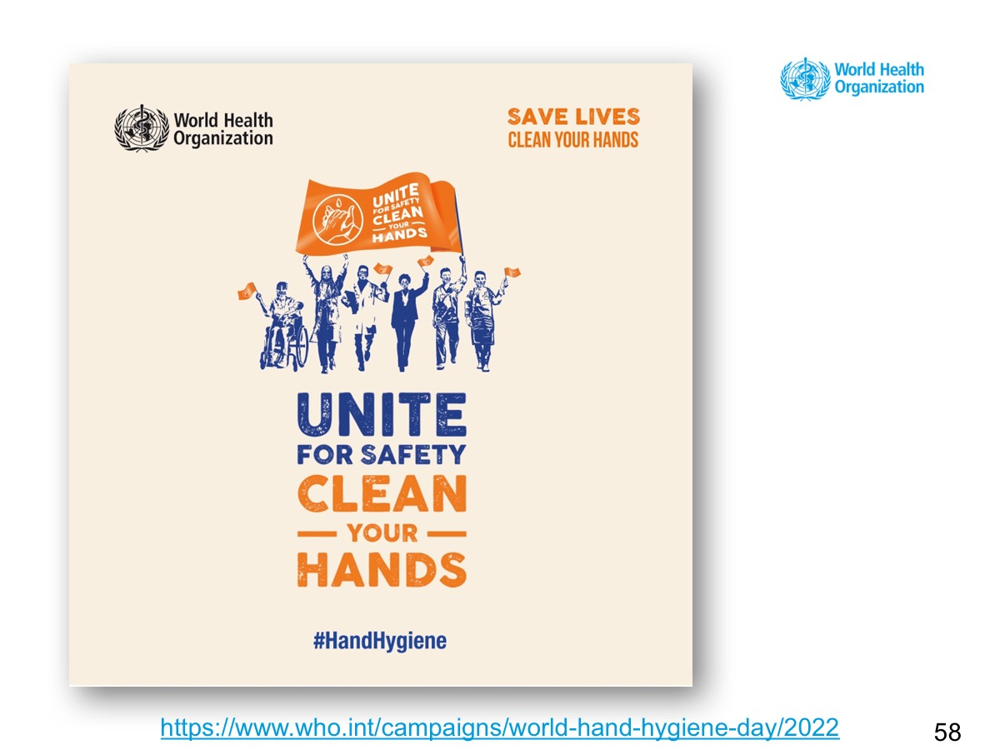 World Health
Organization
World Health
Organization
SAVE LIVES
CLEAN YOUR HANDS
UNITE
FOR SAFETY
CLEAN
YOUR
HANDS
UNITE
FOR SAFETY
CLEAN
YOUR
HANDS
#HandHygiene
https://www.who.int/campaigns/world-hand-hygiene-day/2022
58